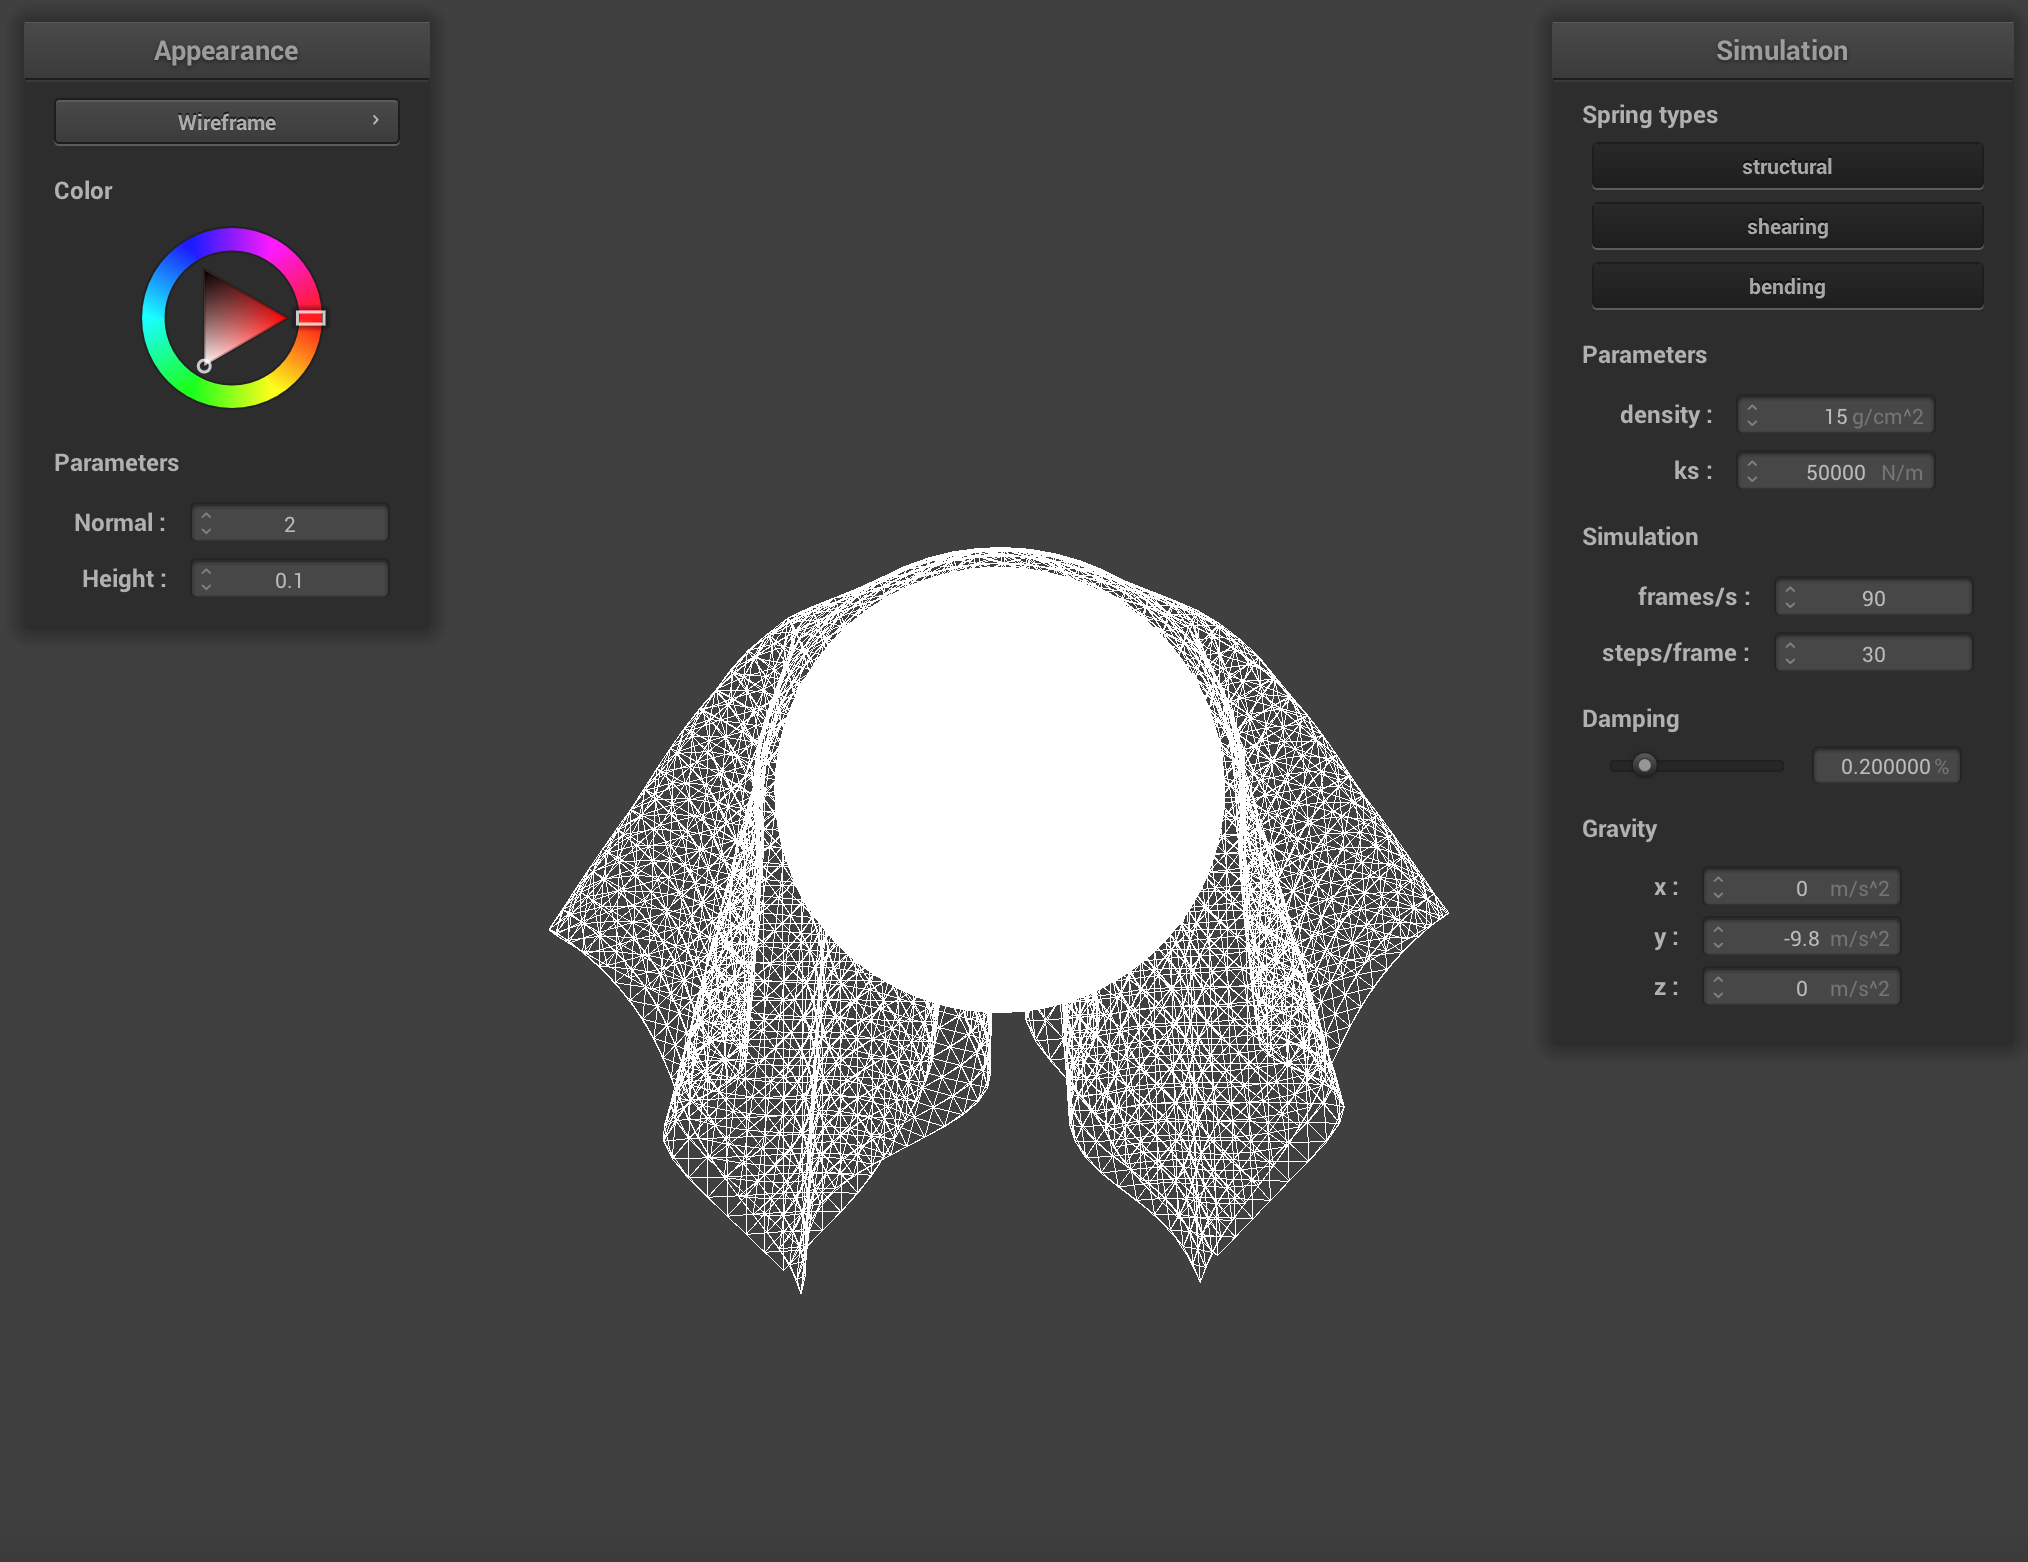 Appearance
Wireframe
Color
Parameters
Normal : 2
Height : 0.1
Simulation
Spring types
structural
shearing
bending
Parameters
density : 15 g/cm^2
ks : 50000 N/m
Simulation
frames/s : 90
steps/frame : 30
Damping
0.200000 %
Gravity
x : 0 m/s^2
y : -9.8 m/s^2
z : 0 m/s^2